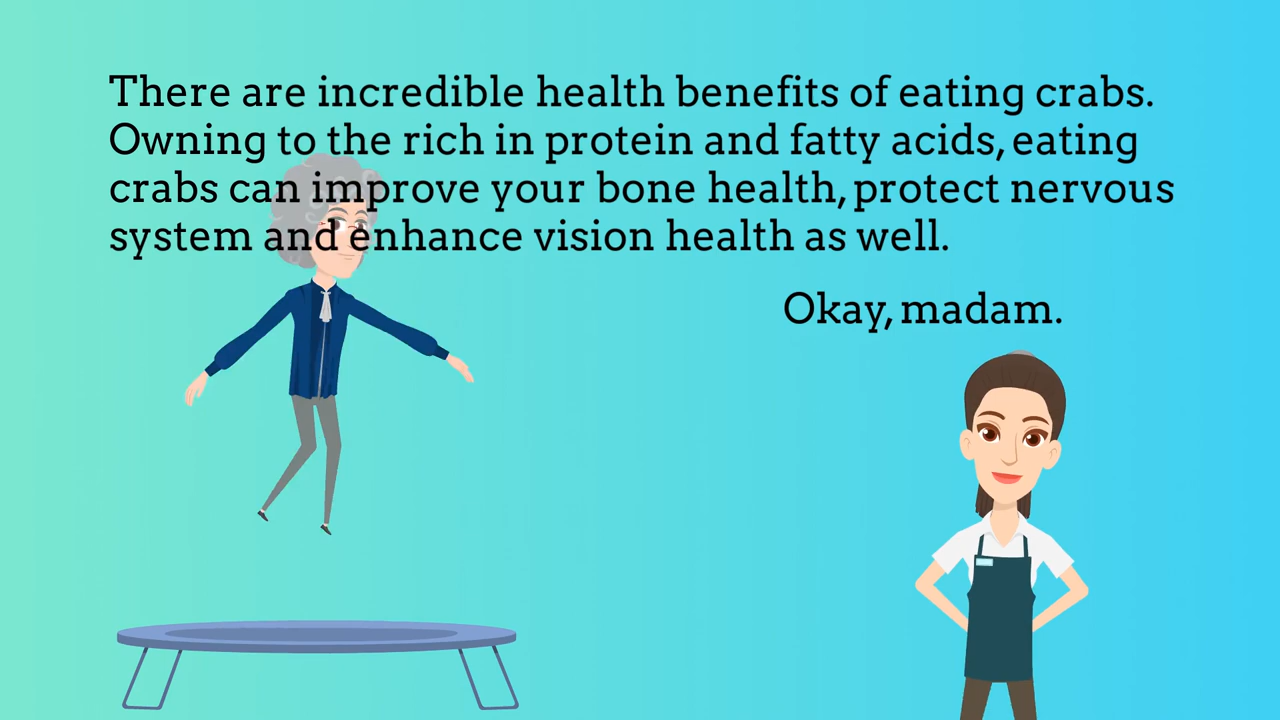 There are incredible health benefits of eating crabs.
Owning to the rich in protein and fatty acids, eating
crabs can improve your bone health, protect nervous
system and enhance vision health as well.
Okay, madam.